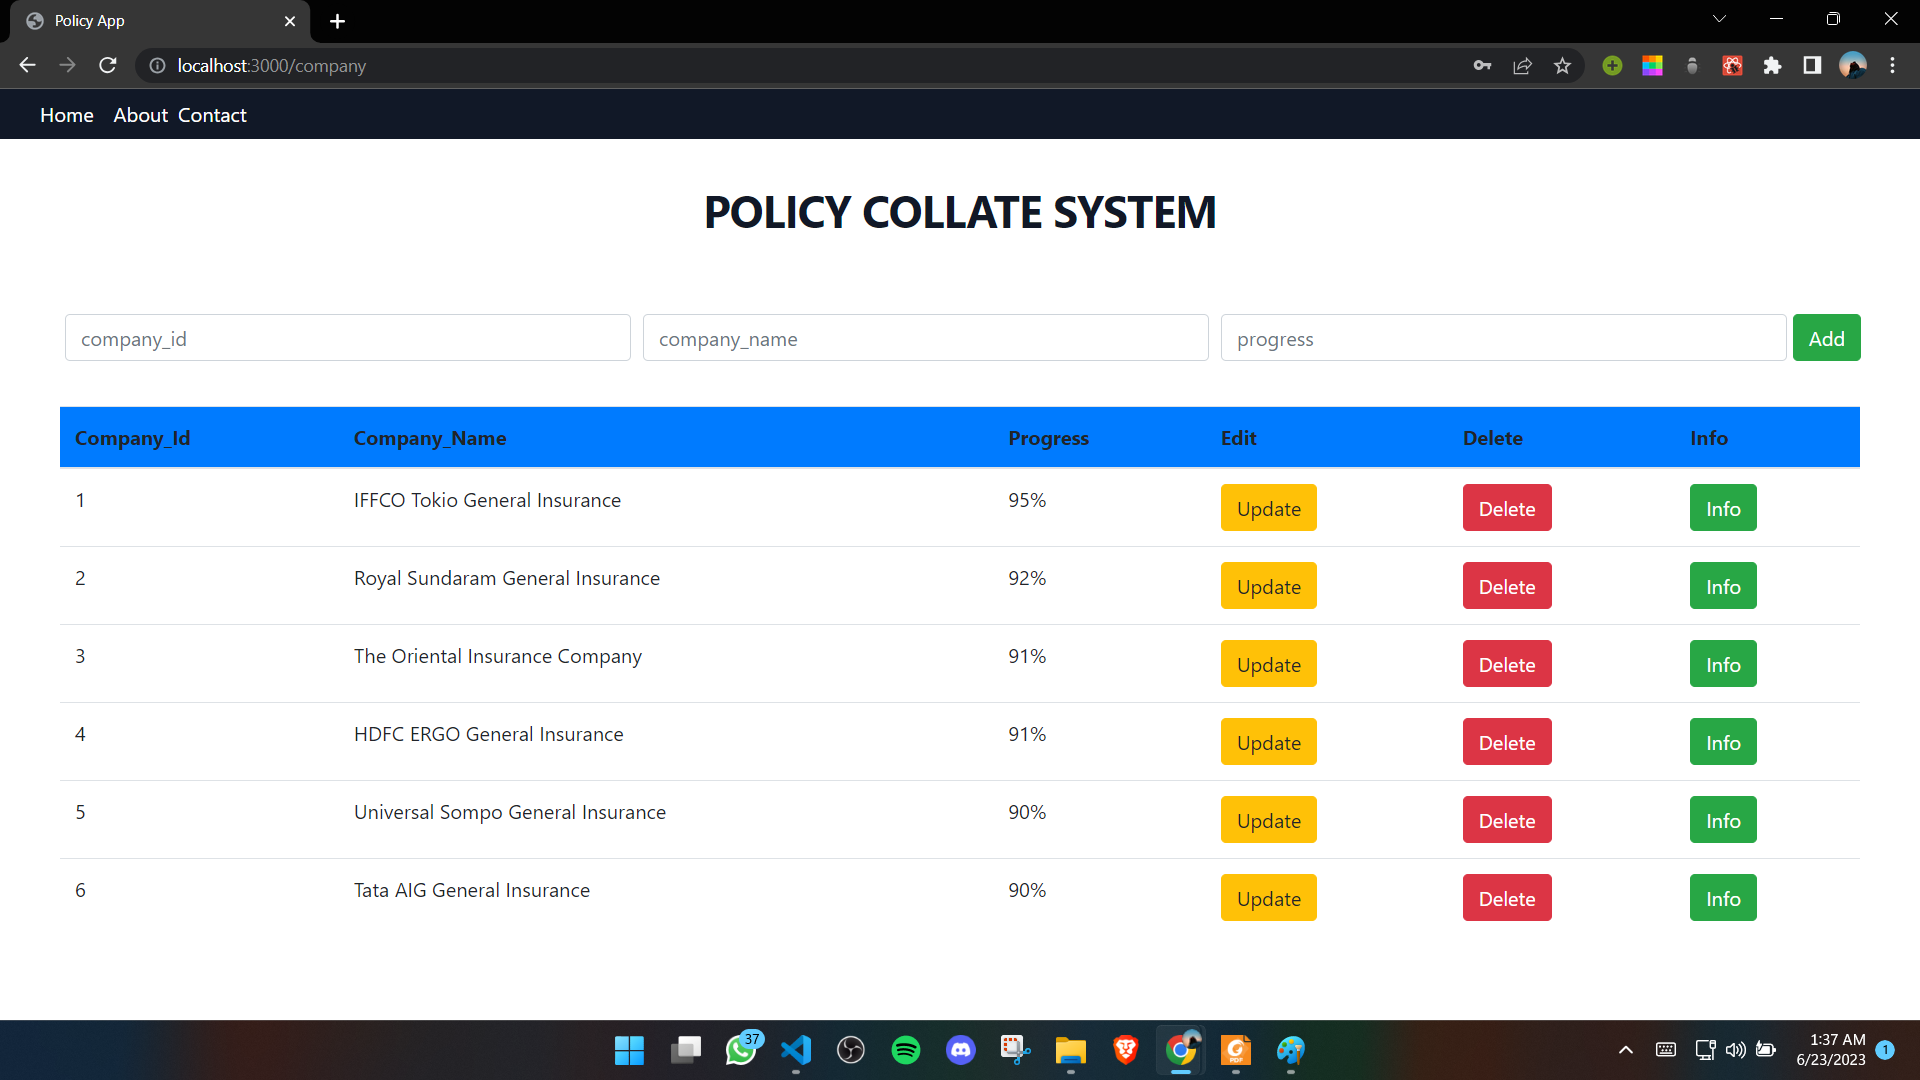 Policy App
localhost:3000/company
Home About Contact
POLICY COLLATE SYSTEM
company_id company_name progress Add
Company_Id Company_Name Progress Edit Delete Info
1 IFFCO Tokio General Insurance 95% Update Delete Info
2 Royal Sundaram General Insurance 92% Update Delete Info
3 The Oriental Insurance Company 91% Update Delete Info
4 HDFC ERGO General Insurance 91% Update Delete Info
5 Universal Sompo General Insurance 90% Update Delete Info
6 Tata AIG General Insurance 90% Update Delete Info
37
PDF
1:37 AM
6/23/2023
1